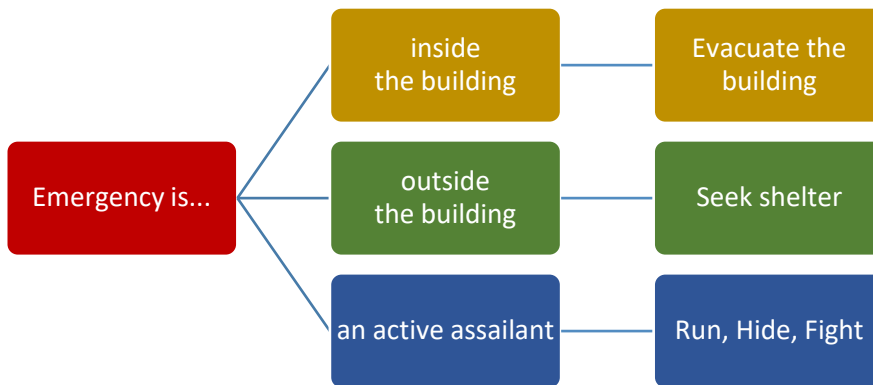 Emergency is...
inside
the building
Evacuate the
building
outside
the building
Seek shelter
an active assailant
Run, Hide, Fight